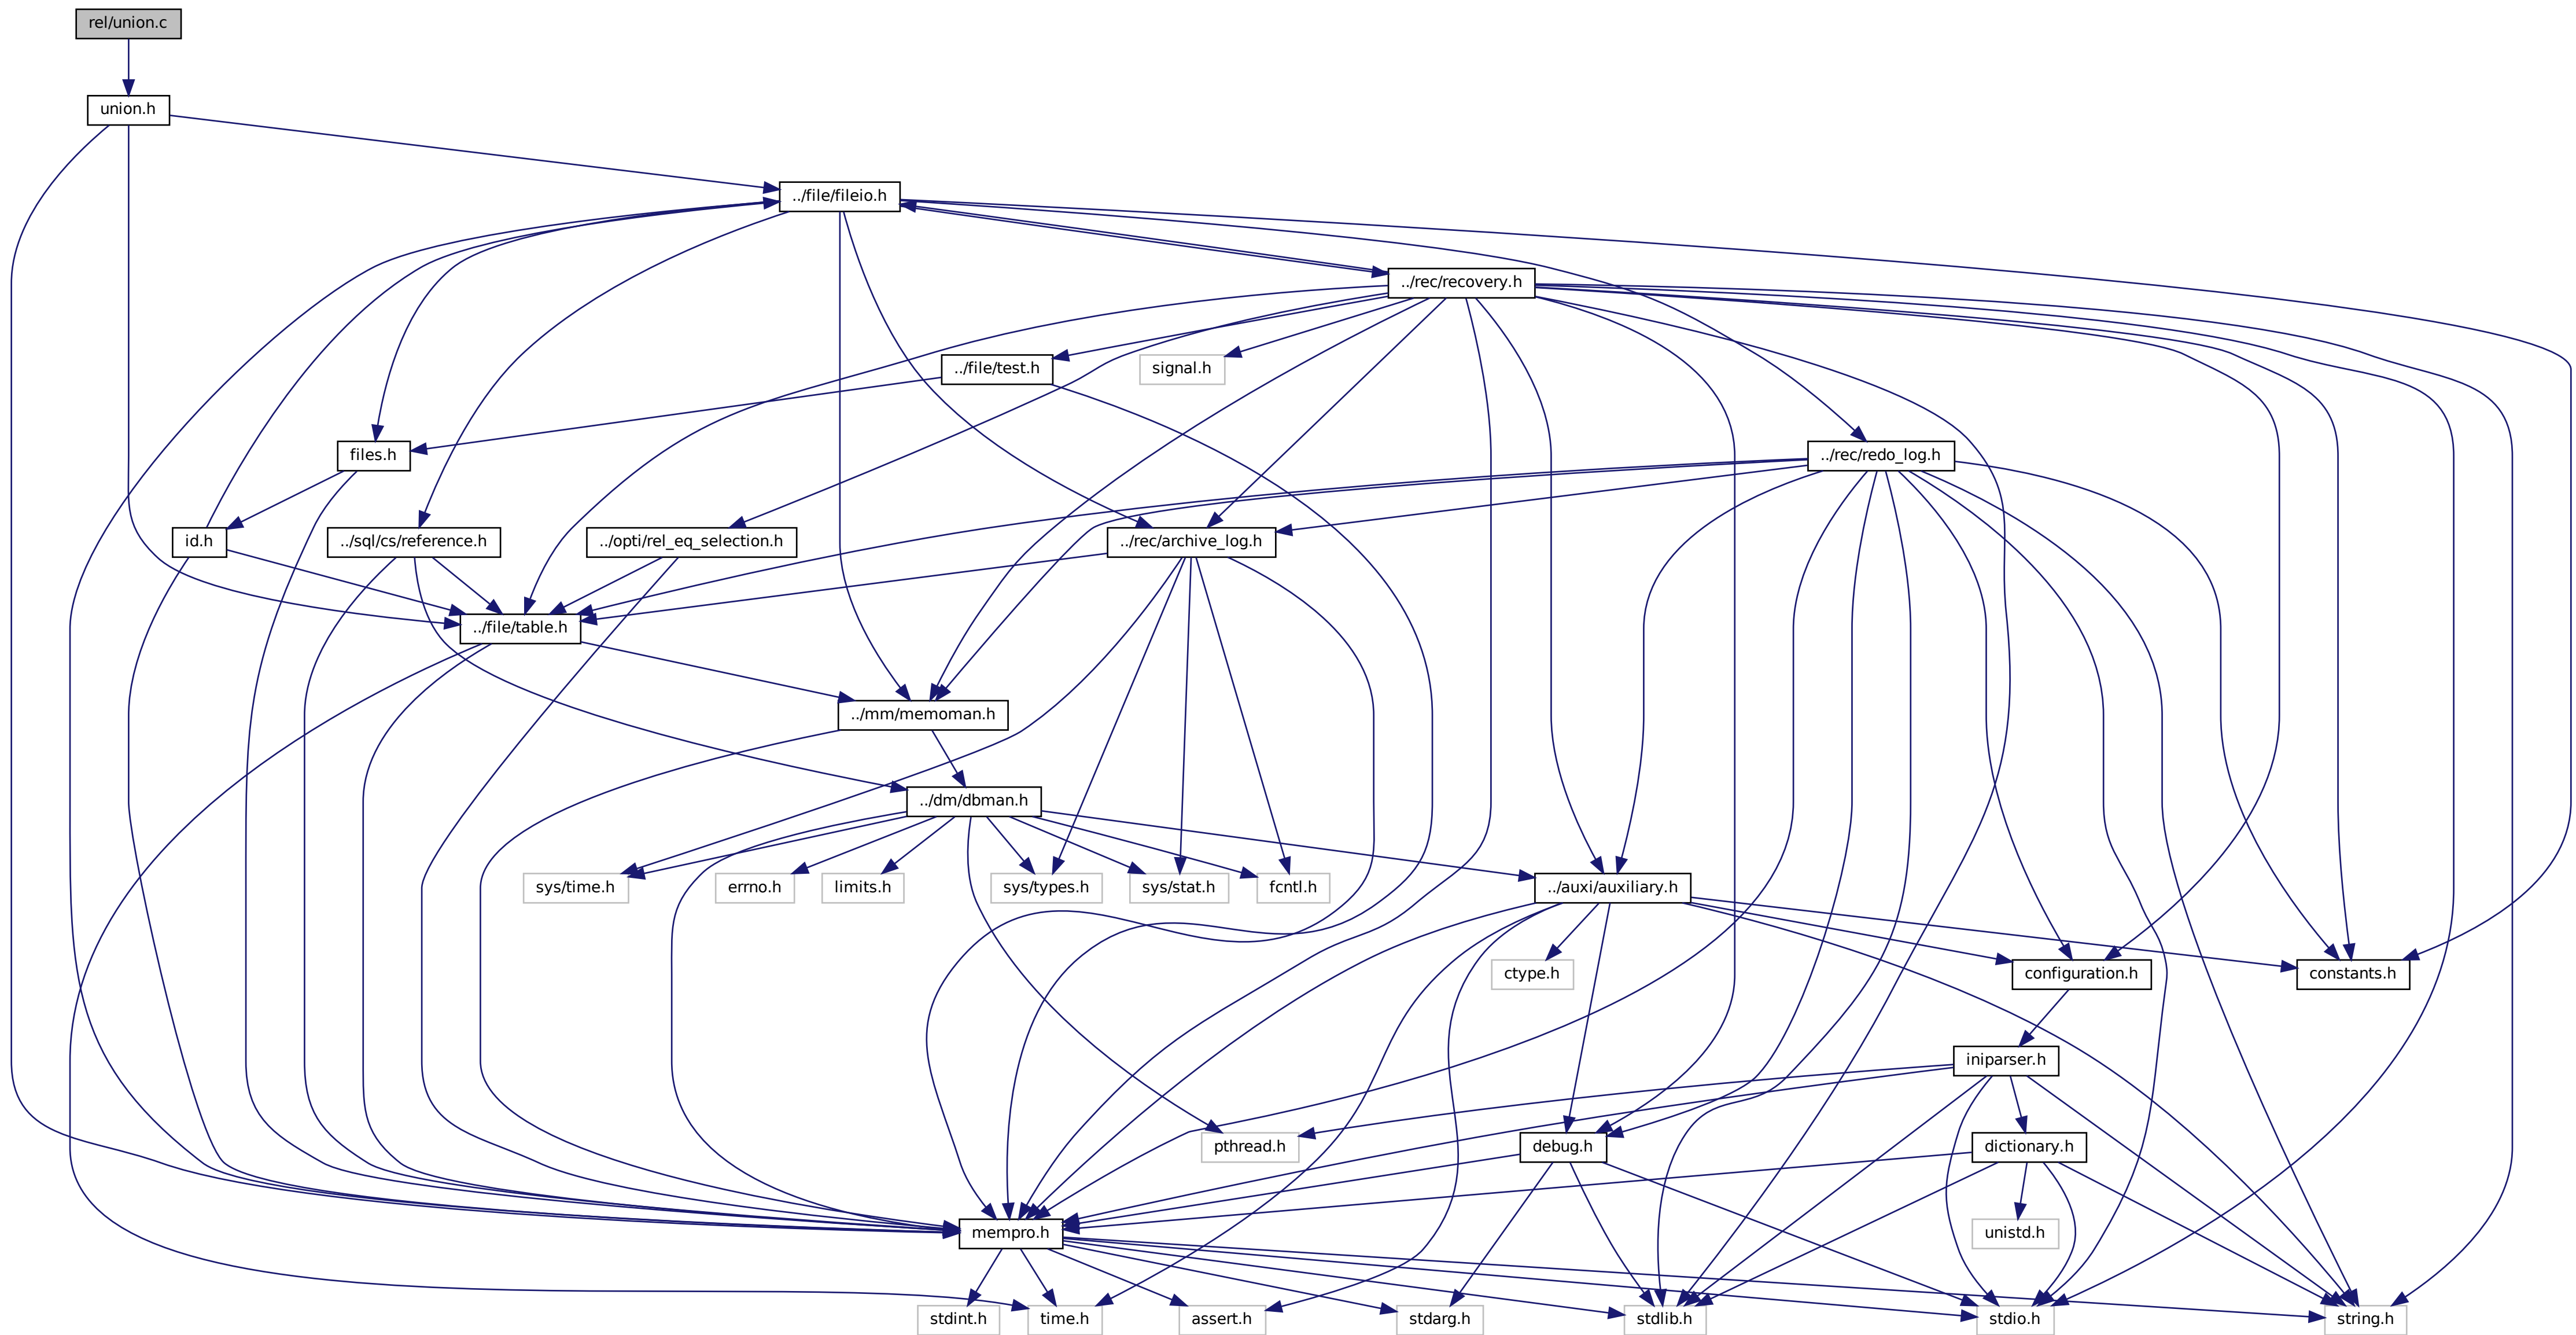 rel/union.c
union.h
../file/fileio.h
../rec/recovery.h
../file/test.h
signal.h
files.h
../rec/redo_log.h
id.h
../sql/cs/reference.h
../opti/rel_eq_selection.h
../rec/archive_log.h
../file/table.h
../mm/memoman.h
../dm/dbman.h
sys/time.h
errno.h
limits.h
sys/types.h
sys/stat.h
fcntl.h
../auxi/auxiliary.h
ctype.h
configuration.h
constants.h
iniparser.h
pthread.h
debug.h
dictionary.h
mempro.h
unistd.h
stdint.h
time.h
assert.h
stdarg.h
stdlib.h
stdio.h
string.h